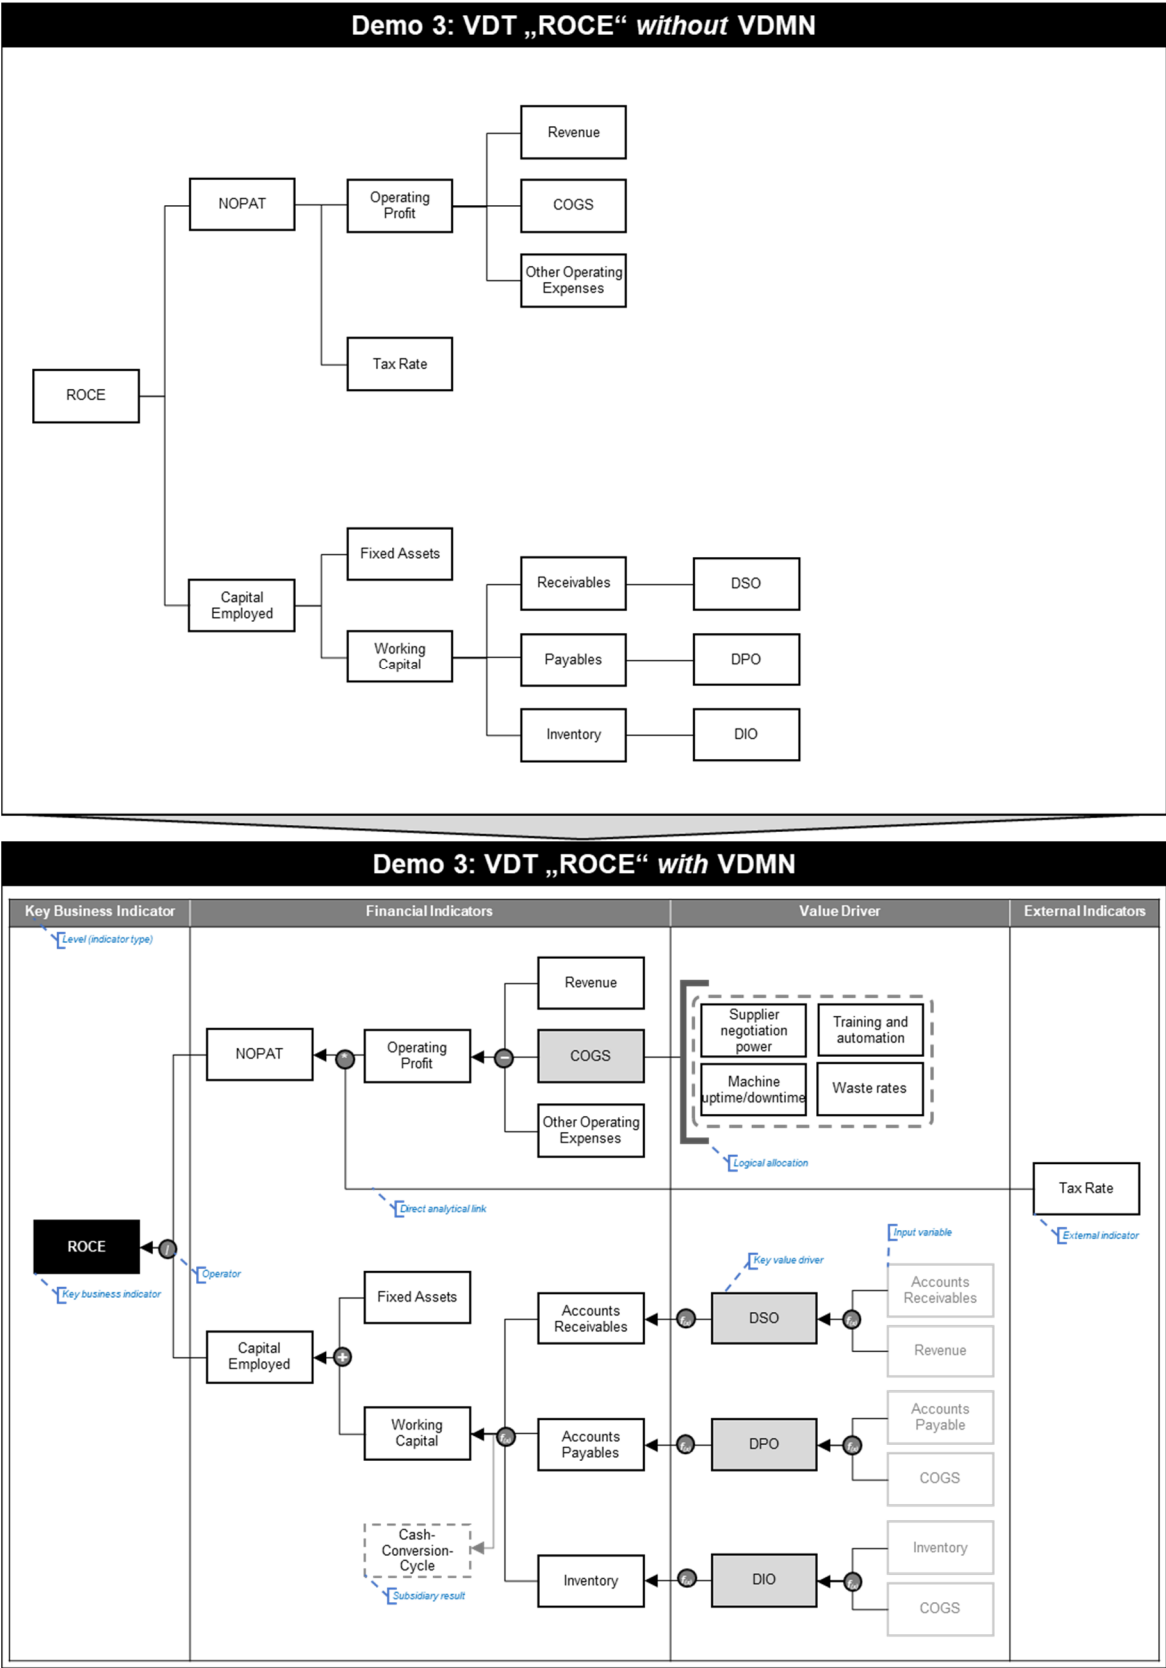 Demo 3: VDT „ROCE“ without VDMN
Revenue
NOPAT
Operating
Profit
COGS
Other Operating
Expenses
Tax Rate
ROCE
Fixed Assets
Capital
Employed
Receivables
DSO
Working
Capital
Payables
DPO
Inventory
DIO
Demo 3: VDT „ROCE“ with VDMN
Key Business Indicator
Financial Indicators
Value Driver
External Indicators
Level (indicator type)
Revenue
Supplier
negotiation
power
Training and
automation
NOPAT
*
Operating
Profit
–
COGS
Machine
uptime/downtime
Waste rates
Other Operating
Expenses
Logical allocation
Tax Rate
Direct analytical link
External indicator
Input variable
ROCE
/
Operator
Key business indicator
Key value driver
Fixed Assets
Accounts
Receivables
DSO
Accounts
Receivables
Revenue
Capital
Employed
+
Working
Capital
Accounts
Payables
DPO
Accounts
Payable
COGS
Cash-
Conversion-
Cycle
Subsidiary result
Inventory
DIO
Inventory
COGS